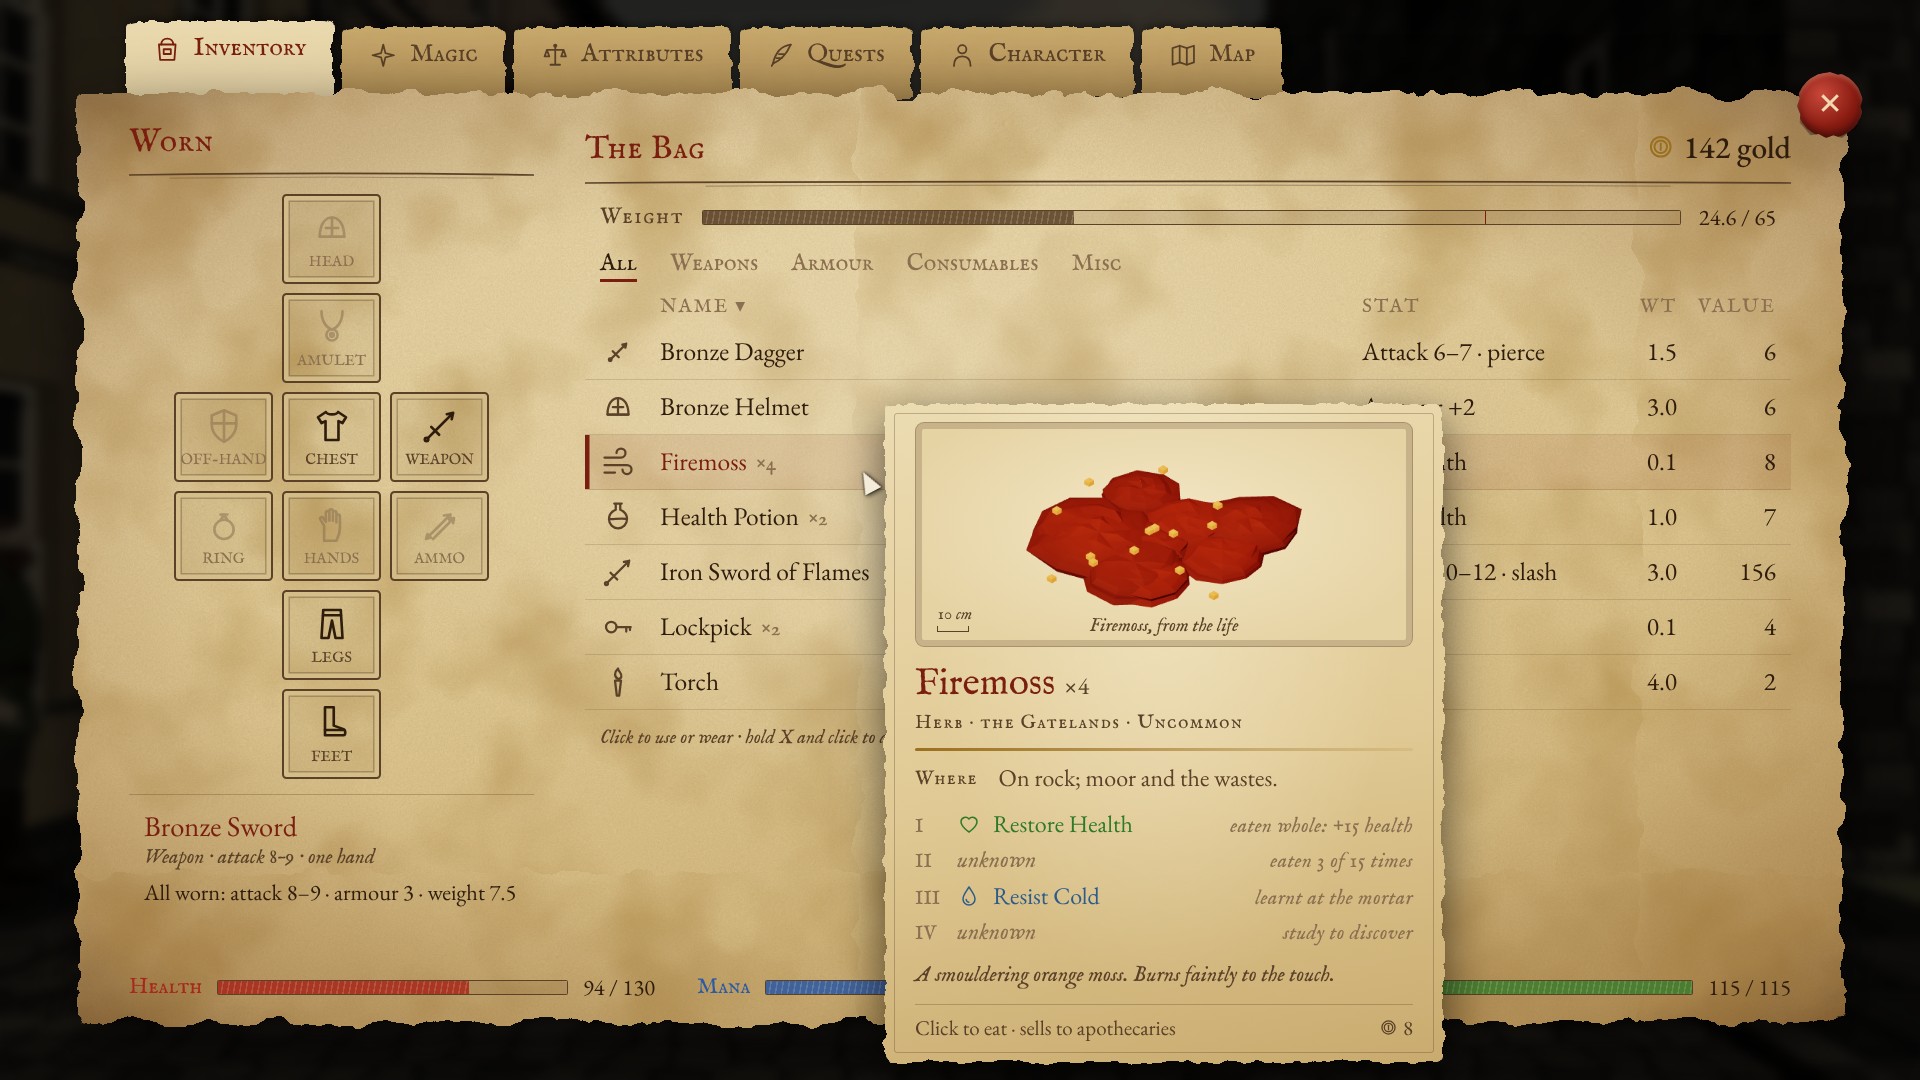 Inventory
Magic
Attributes
Quests
Character
Map
Worn
HEAD
AMULET
OFF-HAND
CHEST
WEAPON
RING
HANDS
AMMO
LEGS
FEET
Bronze Sword
Weapon · attack 8–9 · one hand
All worn: attack 8–9 · armour 3 · weight 7.5
The Bag
142 gold
Weight 24.6 / 65
All Weapons Armour Consumables Misc
NAME ▼ STAT WT VALUE
Bronze Dagger Attack 6–7 · pierce 1.5 6
Bronze Helmet +2 3.0 6
Firemoss ×4 0.1 8
Health Potion ×2 1.0 7
Iron Sword of Flames 0–12 · slash 3.0 156
Lockpick ×2 0.1 4
Torch 4.0 2
Click to use or wear · hold X and click to
10 cm
Firemoss, from the life
Firemoss ×4
Herb · the Gatelands · Uncommon
Where On rock; moor and the wastes.
I Restore Health eaten whole: +15 health
II unknown eaten 3 of 15 times
III Resist Cold learnt at the mortar
IV unknown study to discover
A smouldering orange moss. Burns faintly to the touch.
Click to eat · sells to apothecaries 8
Health 94 / 130
Mana
115 / 115